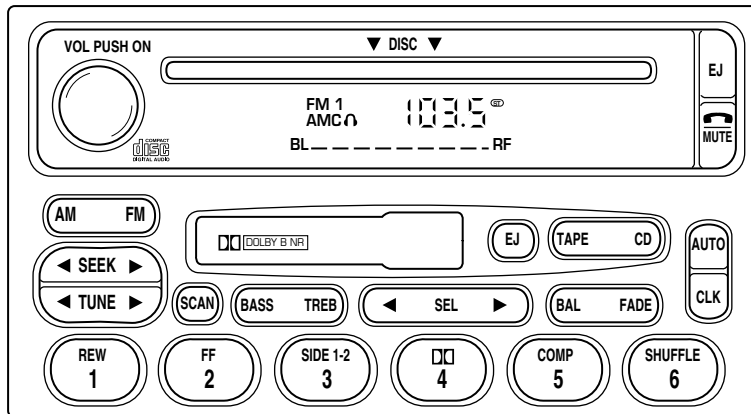 VOL PUSH ON
▼ DISC ▼
EJ
FM 1 103.5 ST
AMC
MUTE
COMPACT
disc
DIGITAL AUDIO
BL RF
AM FM
DOLBY B NR
EJ
TAPE CD
AUTO
◀ SEEK ▶
◀ TUNE ▶
SCAN
BASS TREB
◀ SEL ▶
BAL FADE
CLK
REW
1
FF
2
SIDE 1-2
3
4
COMP
5
SHUFFLE
6